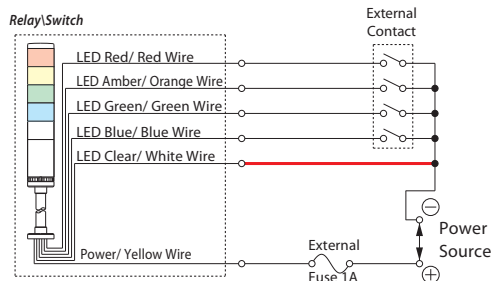 Relay\Switch
External
Contact
LED Red/ Red Wire
LED Amber/ Orange Wire
LED Green/ Green Wire
LED Blue/ Blue Wire
LED Clear/ White Wire
Power
Source
External
Fuse 1A
Power/ Yellow Wire